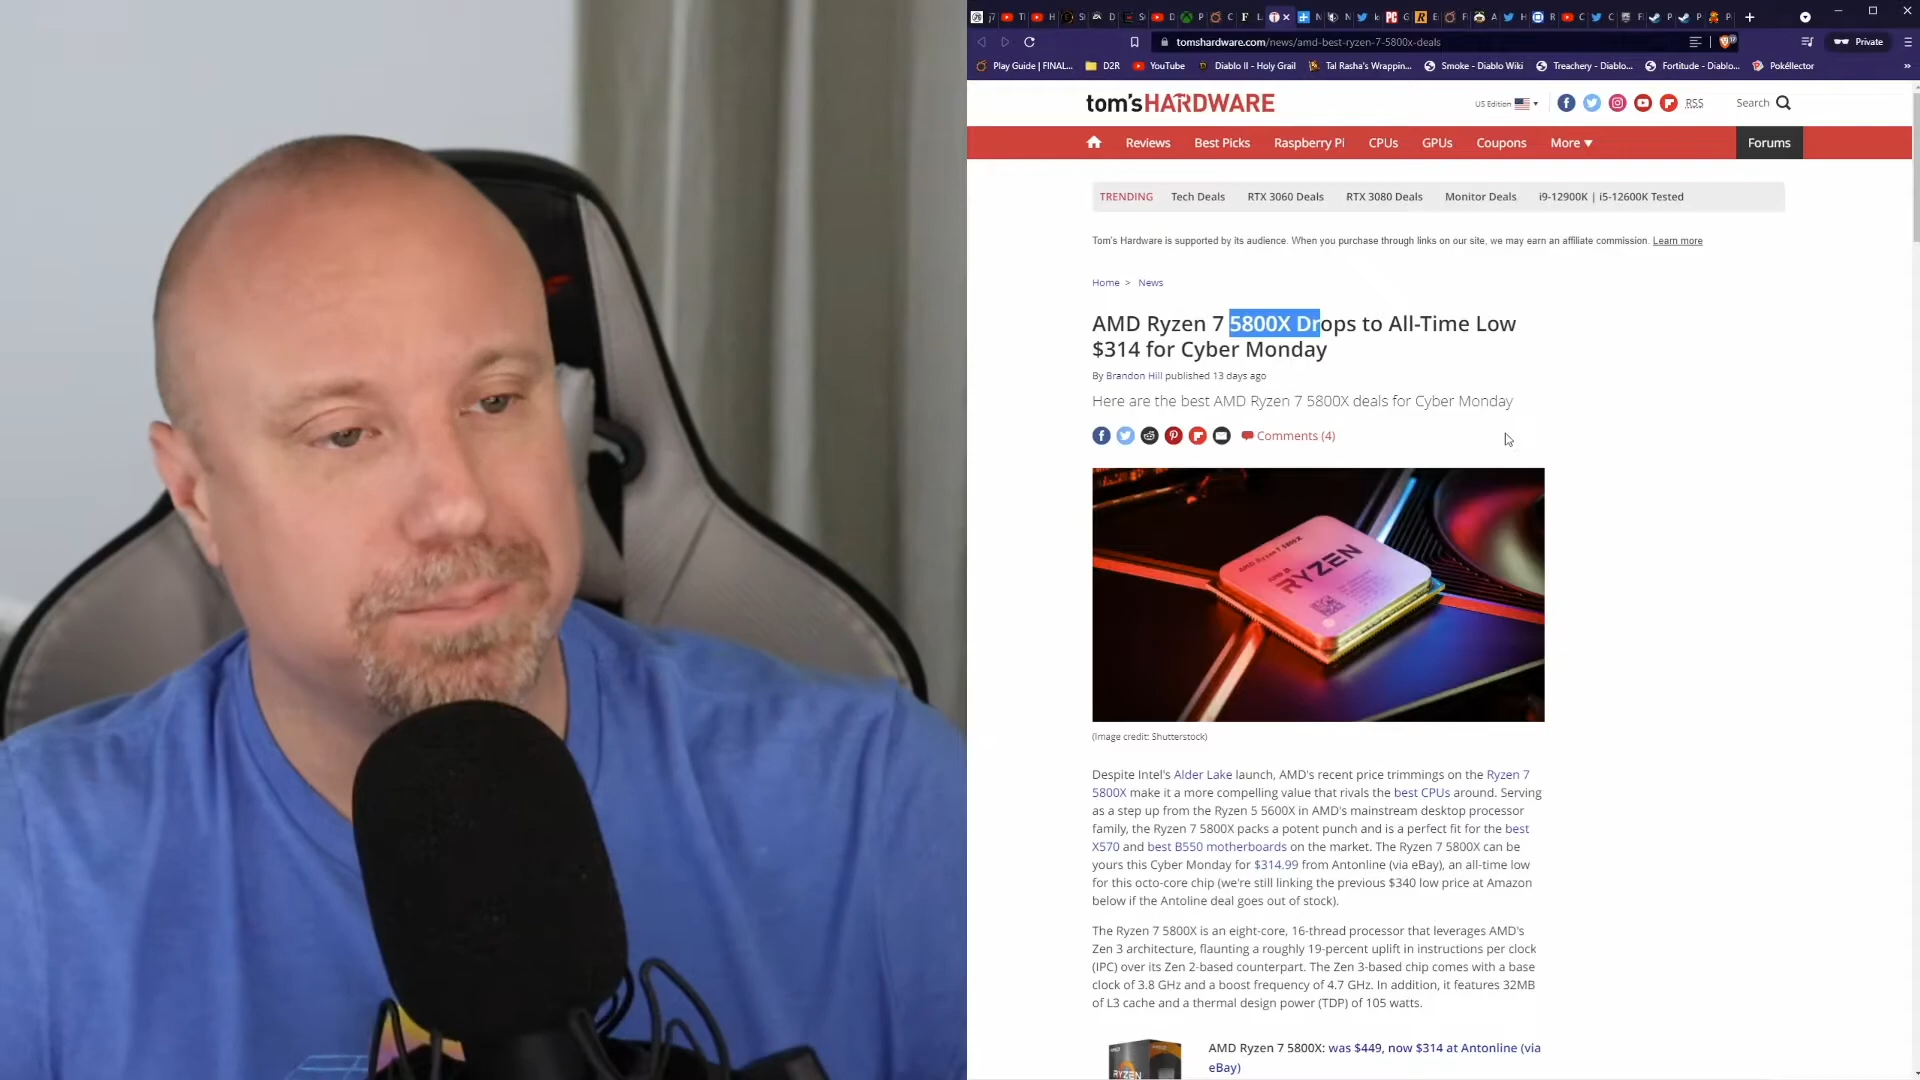 tomshardware.com/news/amd-best-ryzen-7-5800x-deals
Private
Play Guide | FINAL...
D2R
YouTube
Diablo II - Holy Grail
Tal Rasha's Wrappin...
Smoke - Diablo Wiki
Treachery - Diablo...
Fortitude - Diablo...
Pokéllector
»
tom'sHARDWARE
US Edition
RSS
Search
Reviews
Best Picks
Raspberry Pi
CPUs
GPUs
Coupons
More ▼
Forums
TRENDING
Tech Deals
RTX 3060 Deals
RTX 3080 Deals
Monitor Deals
i9-12900K | i5-12600K Tested
Tom's Hardware is supported by its audience. When you purchase through links on our site, we may earn an affiliate commission. Learn more
Home > News
AMD Ryzen 7 5800X Drops to All-Time Low
$314 for Cyber Monday
By Brandon Hill published 13 days ago
Here are the best AMD Ryzen 7 5800X deals for Cyber Monday
Comments (4)
AMD Ryzen 7 5800X
RYZEN
(Image credit: Shutterstock)
Despite Intel's Alder Lake launch, AMD's recent price trimmings on the Ryzen 7
5800X make it a more compelling value that rivals the best CPUs around. Serving
as a step up from the Ryzen 5 5600X in AMD's mainstream desktop processor
family, the Ryzen 7 5800X packs a potent punch and is a perfect fit for the best
X570 and best B550 motherboards on the market. The Ryzen 7 5800X can be
yours this Cyber Monday for $314.99 from Antonline (via eBay), an all-time low
for this octo-core chip (we're still linking the previous $340 low price at Amazon
below if the Antoline deal goes out of stock).
The Ryzen 7 5800X is an eight-core, 16-thread processor that leverages AMD's
Zen 3 architecture, flaunting a roughly 19-percent uplift in instructions per clock
(IPC) over its Zen 2-based counterpart. The Zen 3-based chip comes with a base
clock of 3.8 GHz and a boost frequency of 4.7 GHz. In addition, it features 32MB
of L3 cache and a thermal design power (TDP) of 105 watts.
RYZEN
AMD Ryzen 7 5800X: was $449, now $314 at Antonline (via
eBay)